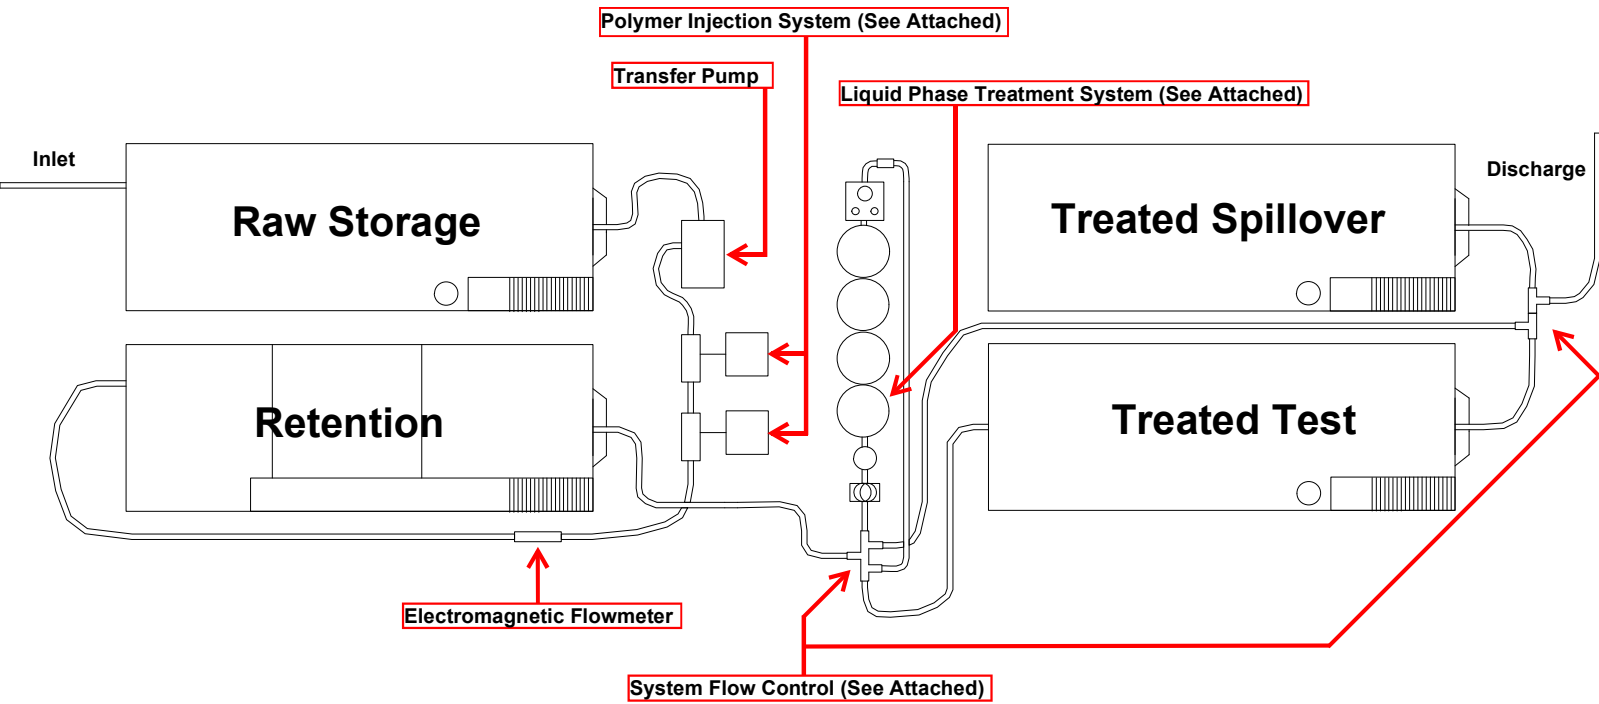 Polymer Injection System (See Attached)
Transfer Pump
Liquid Phase Treatment System (See Attached)
Inlet
Discharge
Raw Storage
Treated Spillover
Retention
Treated Test
Electromagnetic Flowmeter
System Flow Control (See Attached)